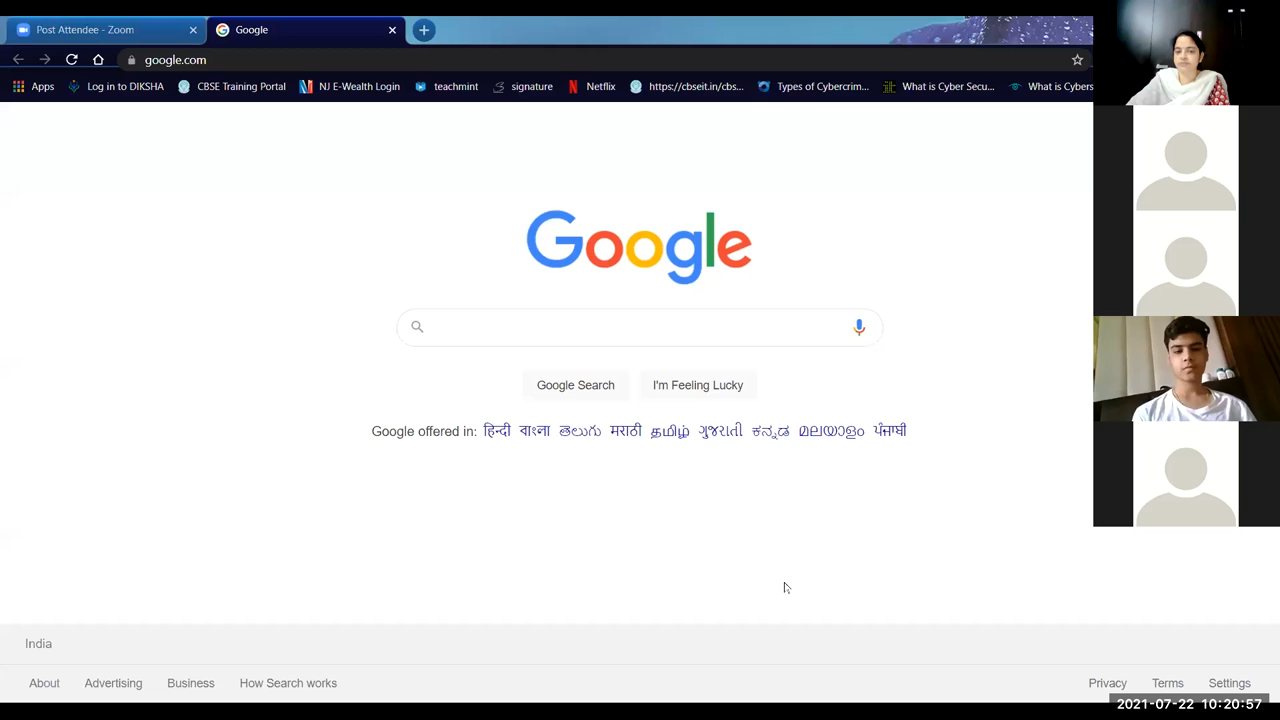 Post Attendee - Zoom
Google
google.com
Apps
Log in to DIKSHA
CBSE Training Portal
NJ E-Wealth Login
teachmint
signature
Netflix
https://cbseit.in/cbs...
Types of Cybercrim...
What is Cyber Secu...
What is Cybers
Google
Google Search
I'm Feeling Lucky
Google offered in: हिन्दी বাংলা తెలుగు मराठी தமிழ் ગુજરાતી ಕನ್ನಡ മലയാളം ਪੰਜਾਬੀ
India
About
Advertising
Business
How Search works
Privacy
Terms
Settings
2021-07-22 10:20:57